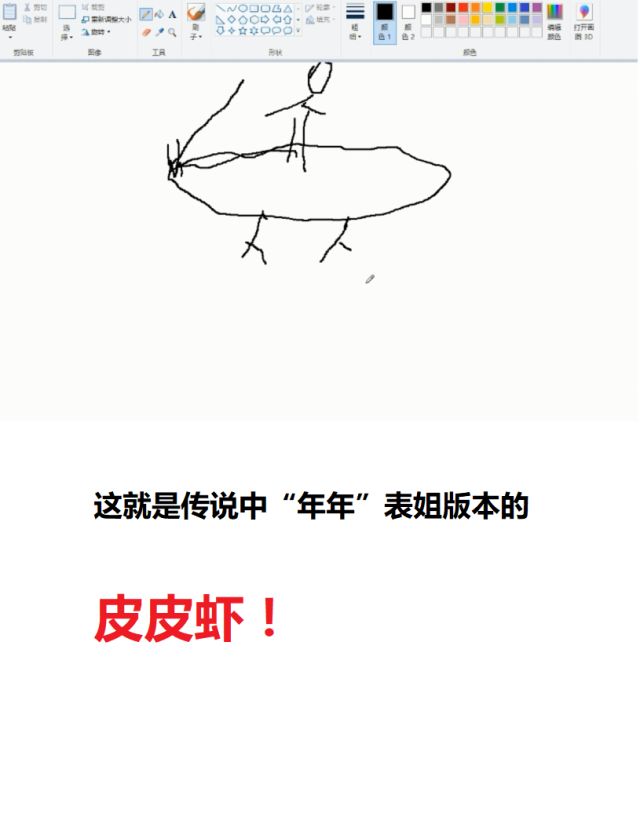 剪切 裁剪 轮廓
粘贴 复制 选择 重新调整大小 A 刷子 填充 粗细 颜色 1 颜色 2 编辑颜色 打开画图 3D
旋转
剪贴板 图像 工具 形状 颜色
这就是传说中“年年”表姐版本的
皮皮虾！